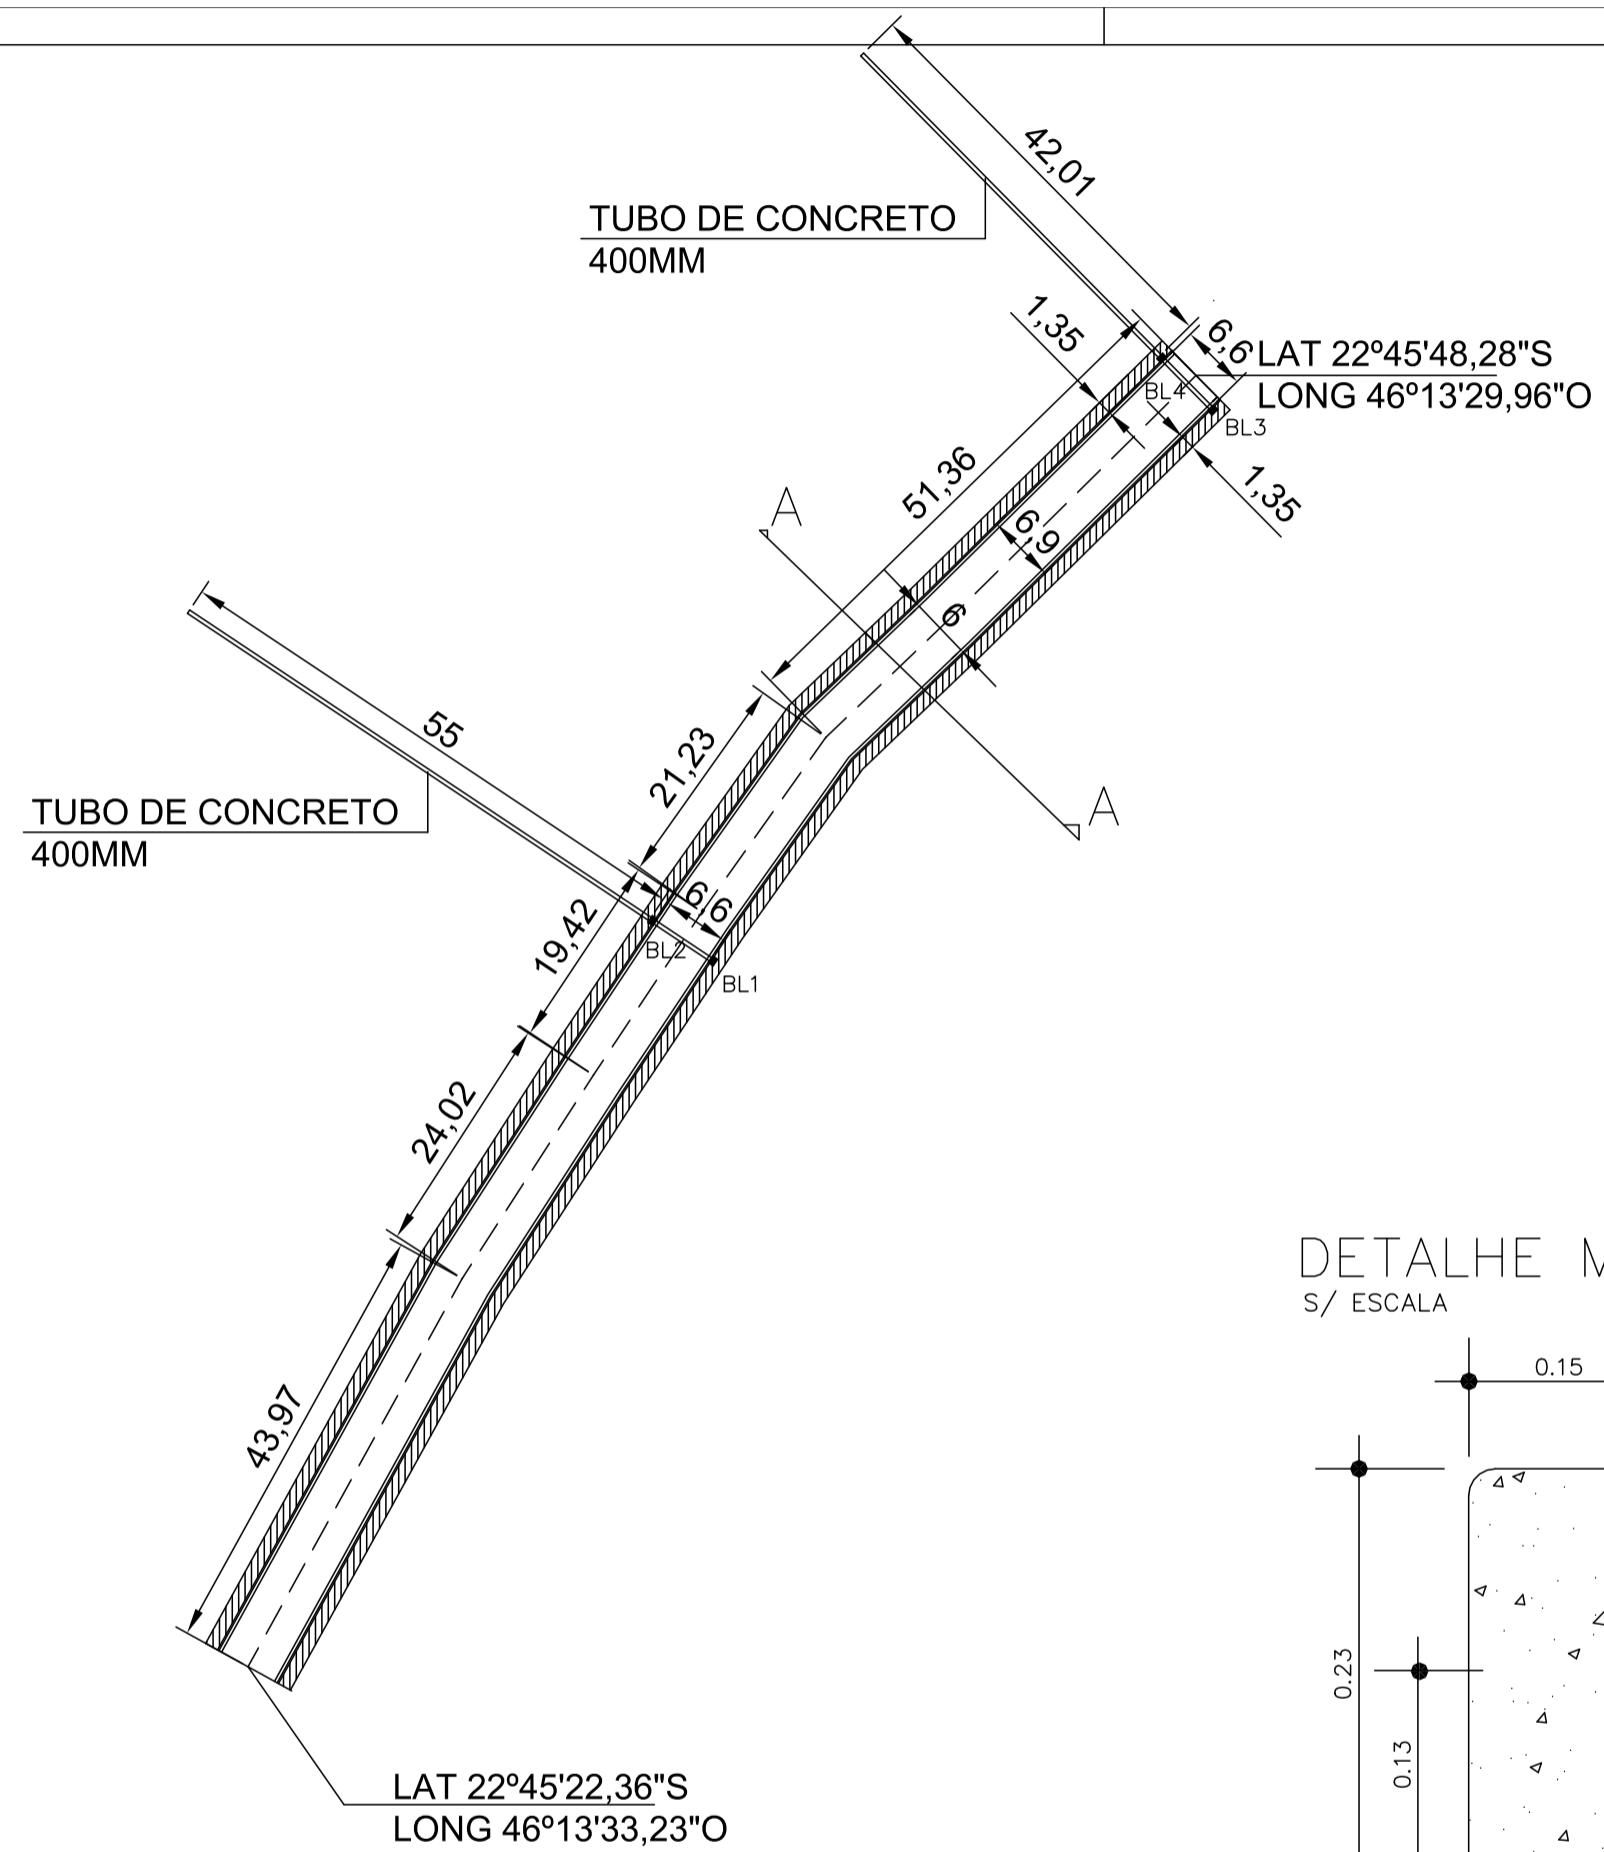 42,01
TUBO DE CONCRETO
400MM
1,35
6,6
LAT 22º45'48,28"S
LONG 46º13'29,96"O
BL4
BL3
51,36
1,35
A
6,9
6
55
21,23
TUBO DE CONCRETO
400MM
A
6,6
19,42
BL2
BL1
24,02
DETALHE
S/ ESCALA
0.15
43,97
0.23
0.13
LAT 22º45'22,36"S
LONG 46º13'33,23"O